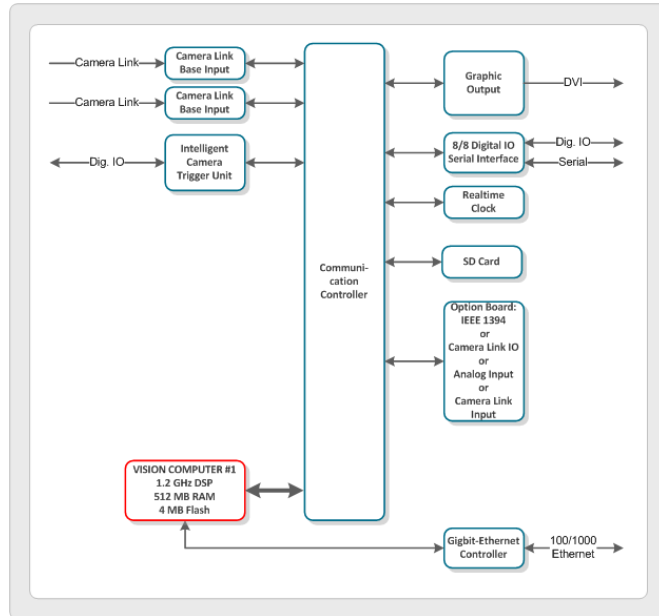 Camera Link
Camera Link
Base Input
Camera Link
Camera Link
Base Input
Dig. IO
Intelligent
Camera
Trigger Unit
VISION COMPUTER #1
1.2 GHz DSP
512 MB RAM
4 MB Flash
Communi-
cation
Controller
Graphic
Output
DVI
8/8 Digital IO
Serial Interface
Dig. IO
Serial
Realtime
Clock
SD Card
Option Board:
IEEE 1394
or
Camera Link IO
or
Analog Input
or
Camera Link
Input
Gigbit-Ethernet
Controller
100/1000
Ethernet